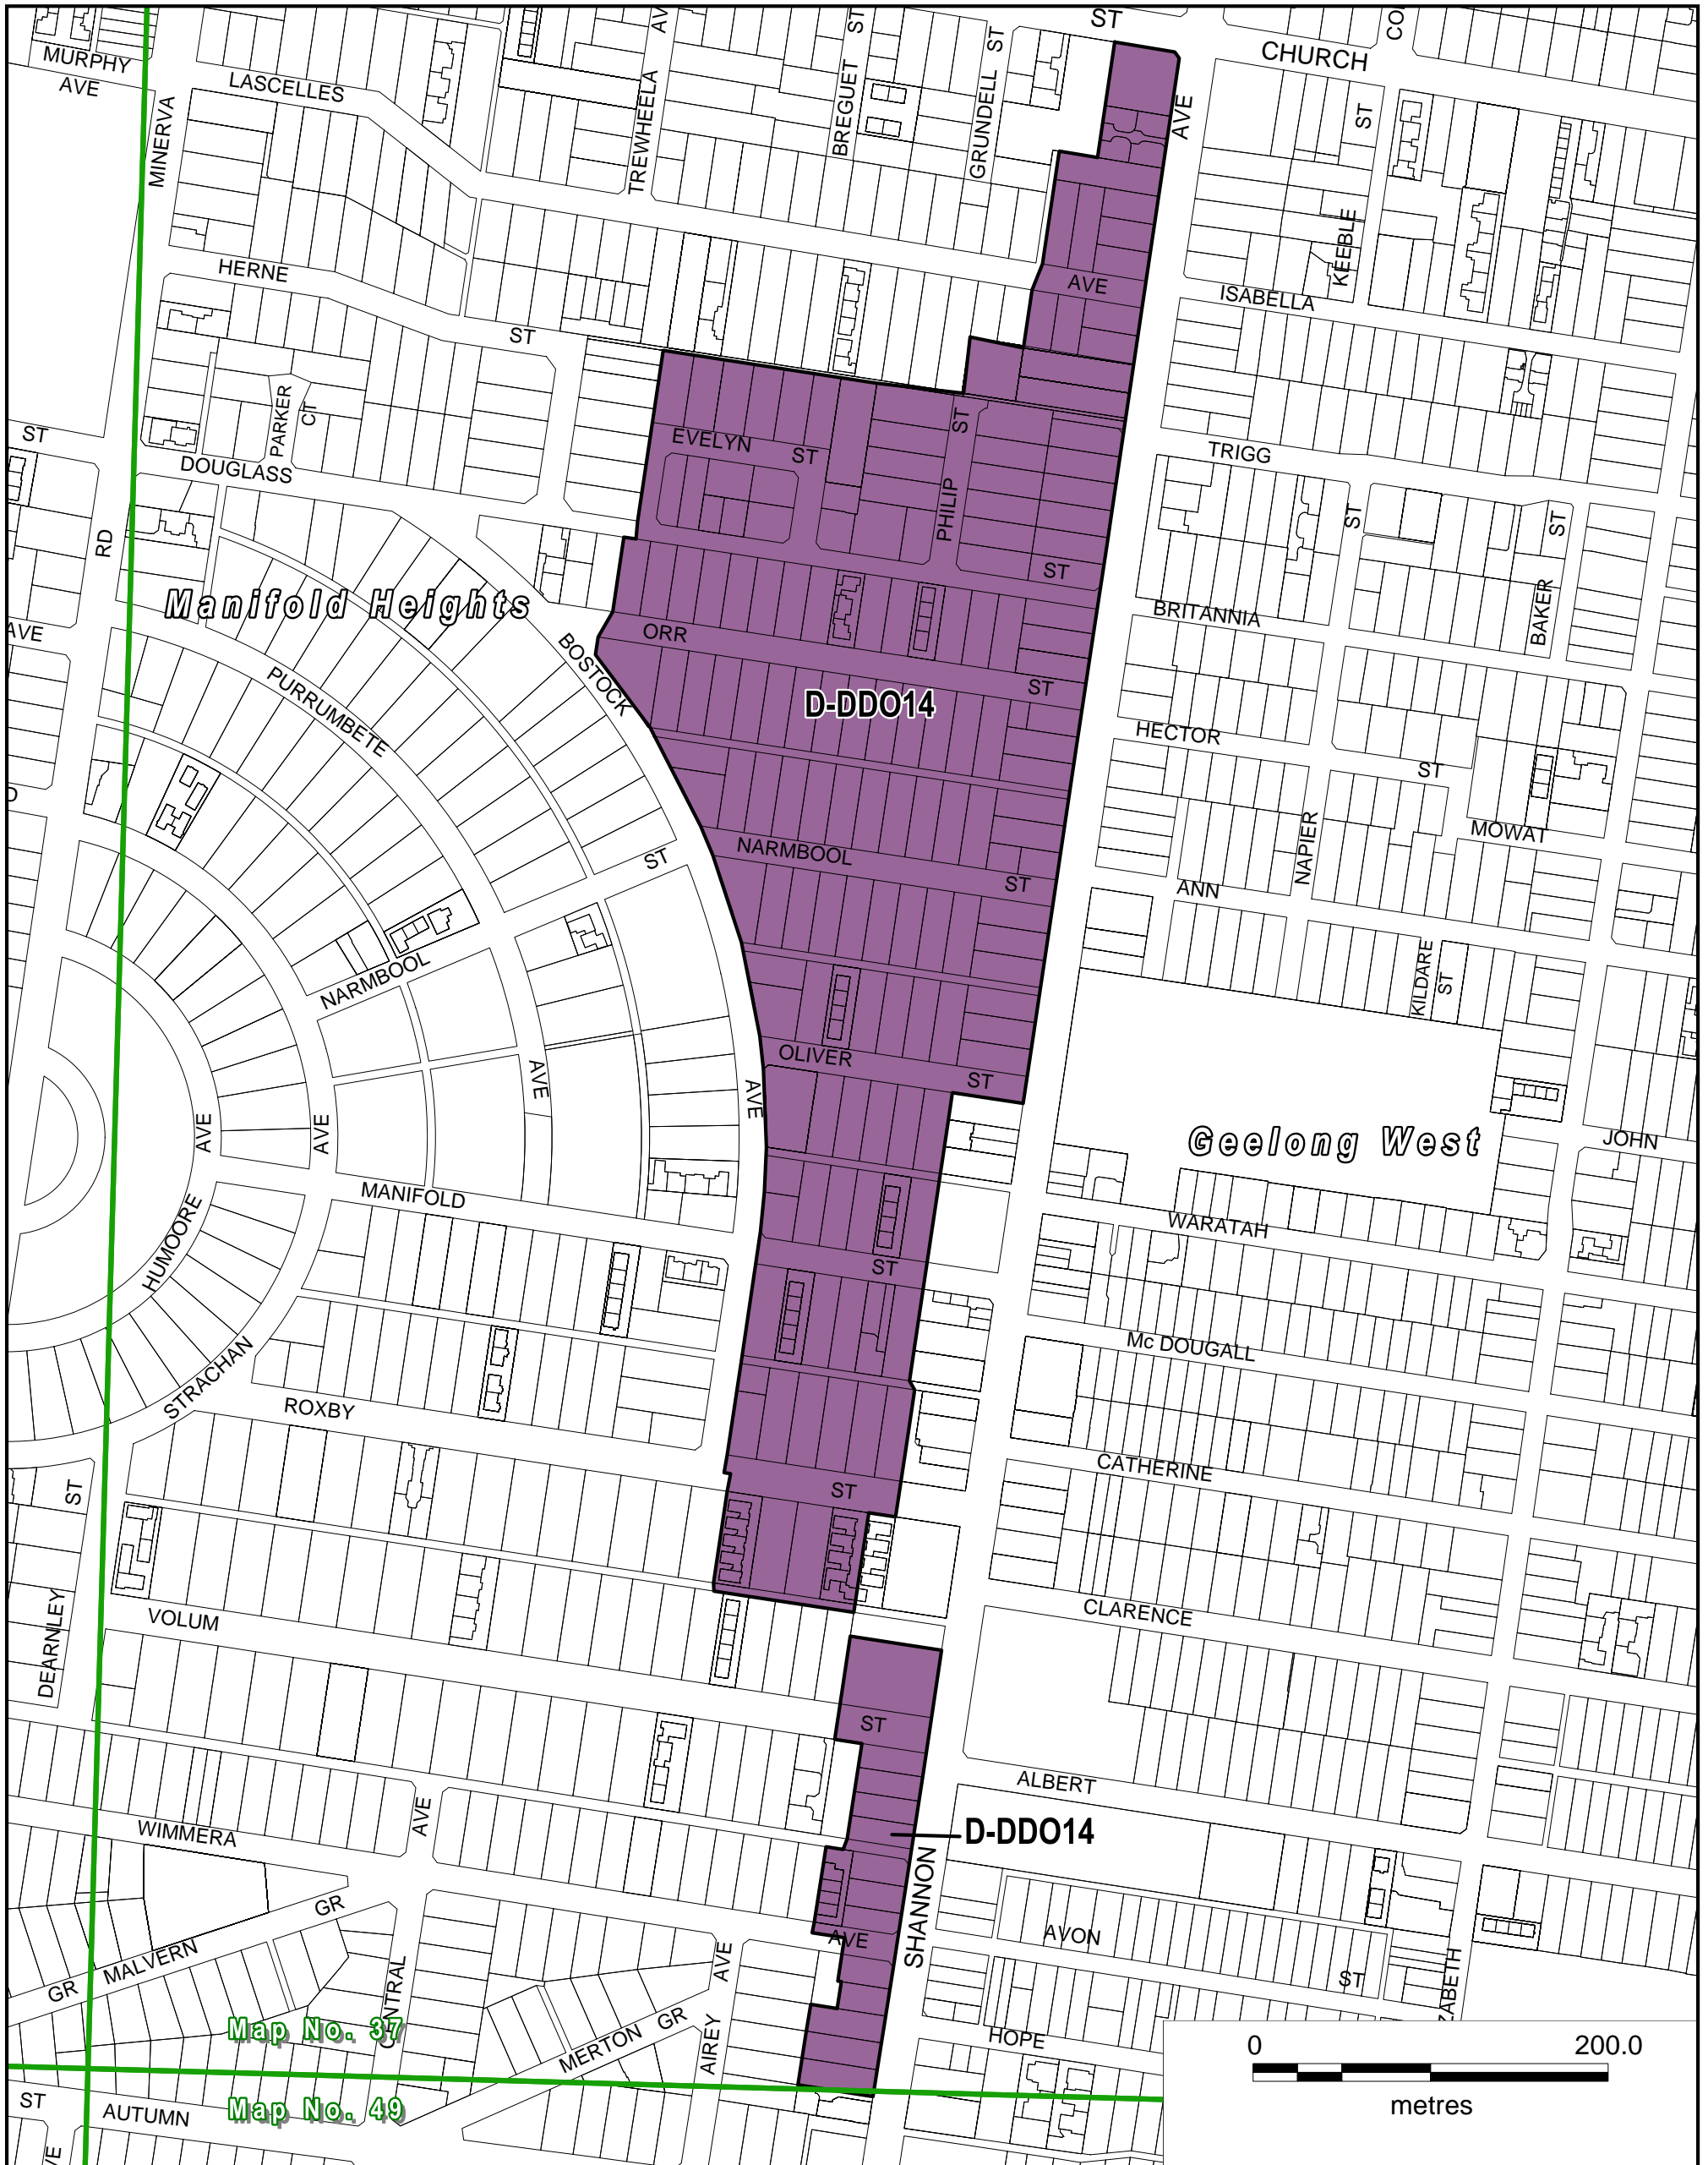 ST
CHURCH
MURPHY
AVE
LASCELLES
MINERVA
TREWHEELA
AV
BREGUET
ST
GRUNDELL
ST
AVE
ST
KEEBLE
HERNE
ST
AVE
ISABELLA
PARKER
CT
ST
DOUGLASS
EVELYN
ST
ST
PHILIP
TRIGG
ST
ST
RD
ST
BAKER
Manifold Heights
AVE
ORR
BRITANNIA
BOSTOCK
ST
D-DDO14
PURRUMBETE
HECTOR
ST
NARMBOOL
ST
NAPIER
MOWAT
ST
ANN
NARMBOOL
KILDARE
ST
OLIVER
ST
AVE
AVE
AVE
AVE
Geelong West
JOHN
MANIFOLD
WARATAH
HUMOORE
ST
Mc DOUGALL
STRACHAN
ROXBY
CATHERINE
ST
ST
DEARNLEY
VOLUM
CLARENCE
ST
ALBERT
AVE
WIMMERA
D-DDO14
SHANNON
GR
AVE
AVON
MALVERN
GR
AVE
ST
CENTRAL
Map No. 37
MERTON
GR
AIREY
HOPE
ZABETH
0 200.0
metres
ST
AUTUMN
Map No. 49